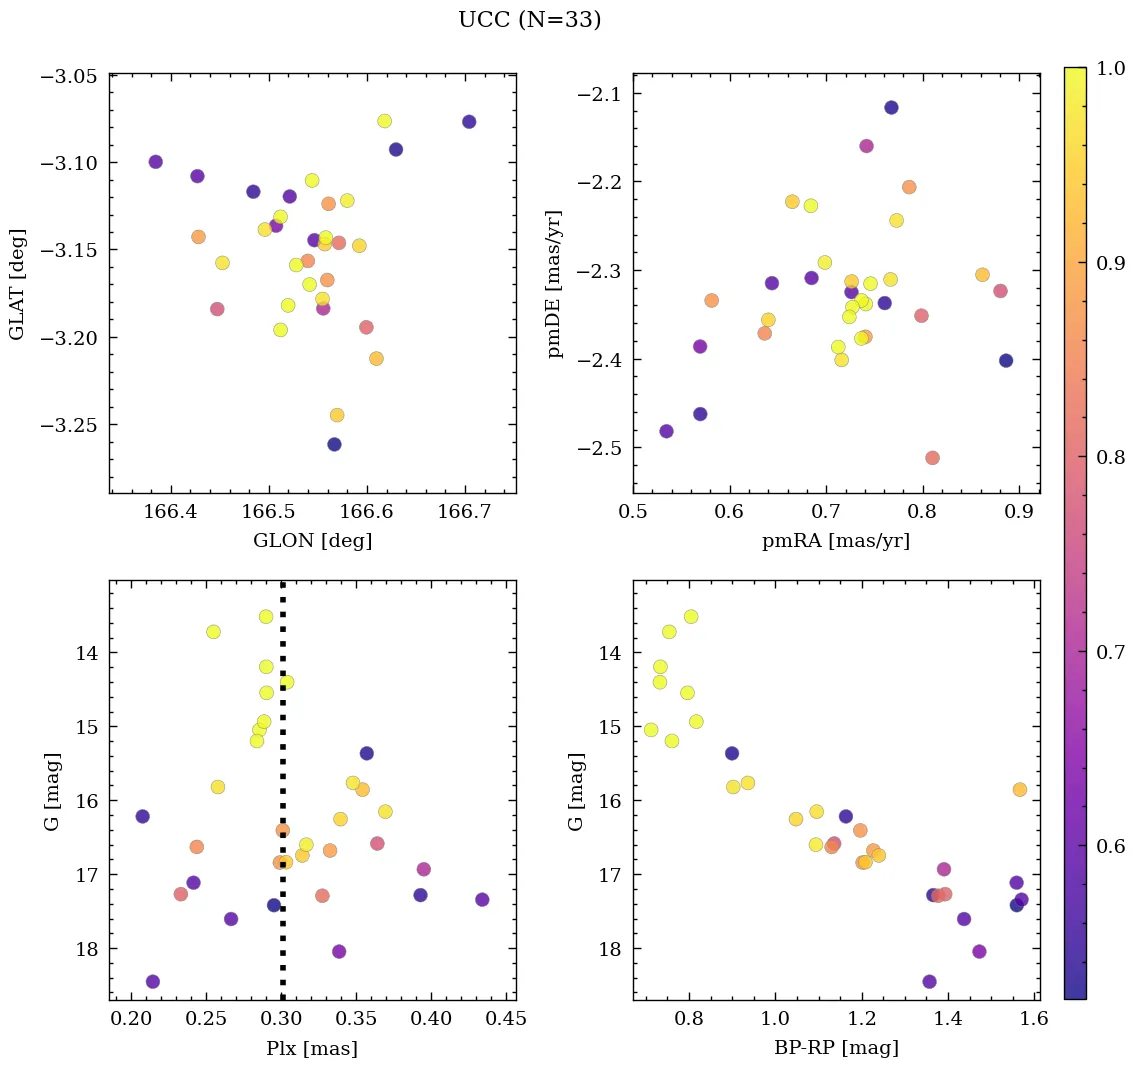 UCC (N=33)
−3.05
−3.10
−3.15
−3.20
−3.25
GLAT [deg]
166.4 166.5 166.6 166.7
GLON [deg]
−2.1
−2.2
−2.3
−2.4
−2.5
pmDE [mas/yr]
0.5 0.6 0.7 0.8 0.9
pmRA [mas/yr]
14
15
16
17
18
G [mag]
0.20 0.25 0.30 0.35 0.40 0.45
Plx [mas]
14
15
16
17
18
G [mag]
0.8 1.0 1.2 1.4 1.6
BP-RP [mag]
1.0
0.9
0.8
0.7
0.6